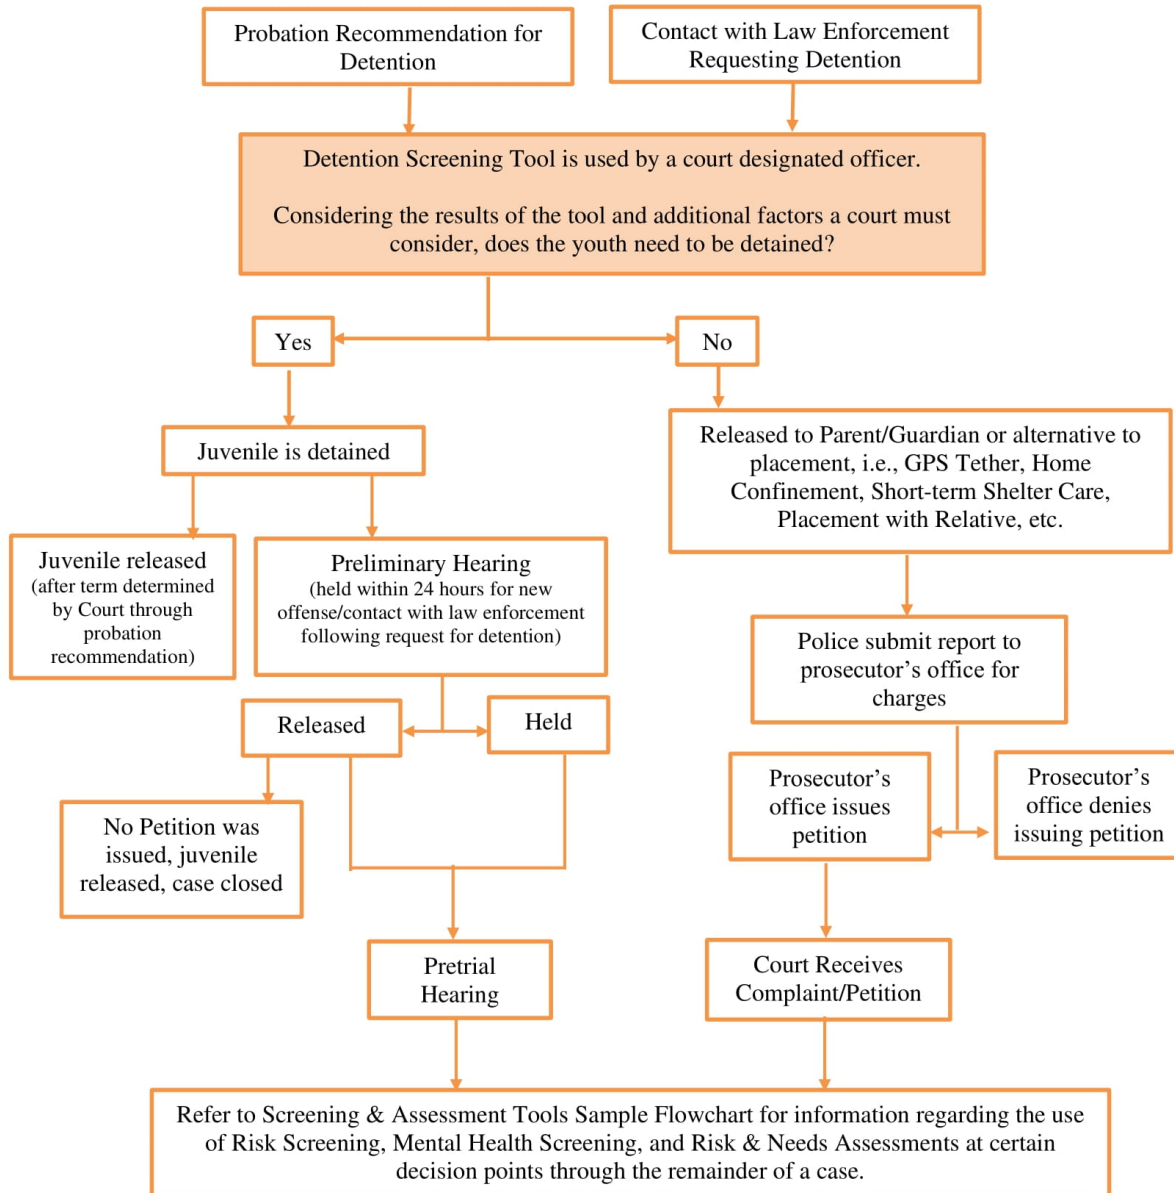 Probation Recommendation for
Detention
Contact with Law Enforcement
Requesting Detention
Detention Screening Tool is used by a court designated officer.
Considering the results of the tool and additional factors a court must
consider, does the youth need to be detained?
Yes
No
Juvenile is detained
Released to Parent/Guardian or alternative to
placement, i.e., GPS Tether, Home
Confinement, Short-term Shelter Care,
Placement with Relative, etc.
Juvenile released
(after term determined
by Court through
probation
recommendation)
Preliminary Hearing
(held within 24 hours for new
offense/contact with law enforcement
following request for detention)
Police submit report to
prosecutor’s office for
charges
Released
Held
Prosecutor’s
office issues
petition
Prosecutor’s
office denies
issuing petition
No Petition was
issued, juvenile
released, case closed
Pretrial
Hearing
Court Receives
Complaint/Petition
Refer to Screening & Assessment Tools Sample Flowchart for information regarding the use
of Risk Screening, Mental Health Screening, and Risk & Needs Assessments at certain
decision points through the remainder of a case.